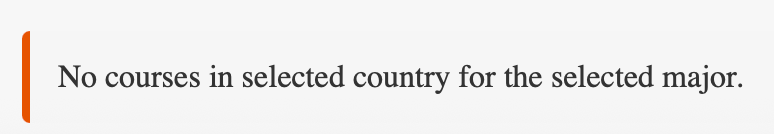 No courses in selected country for the selected major.